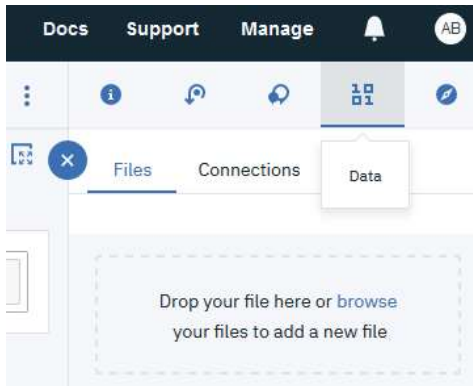 Docs Support Manage AB
Files Connections
Data
Drop your file here or browse
your files to add a new file